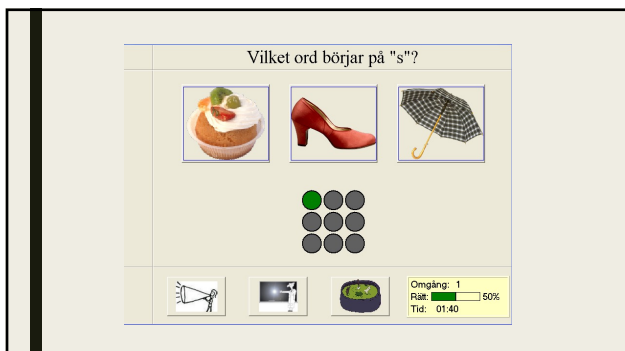 Vilket ord börjar på "s"?
Omgång: 1
Rätt: 50%
Tid: 01:40